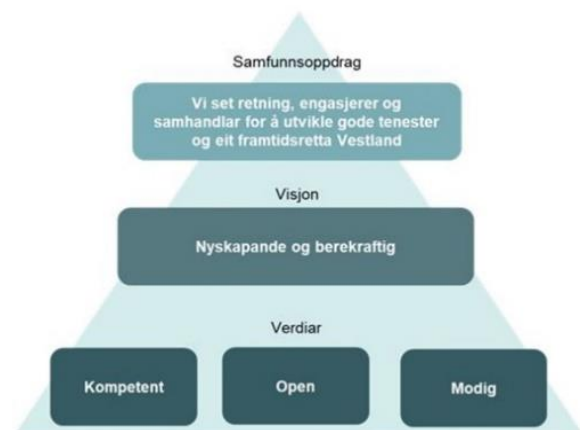 Samfunnsoppdrag
Vi set retning, engasjerer og
samhandlar for å utvikle gode tenester
og eit framtidsretta Vestland
Visjon
Nyskapande og berekraftig
Verdiar
Kompetent
Open
Modig